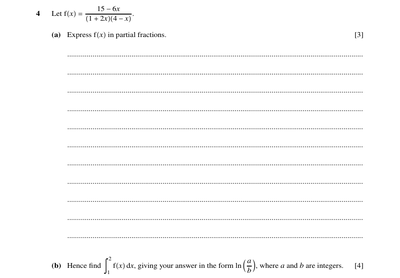 4 Let f(x) = (15 − 6x)/((1 + 2x)(4 − x)).
(a) Express f(x) in partial fractions. [3]
(b) Hence find ∫₁² f(x) dx, giving your answer in the form ln(a/b), where a and b are integers. [4]